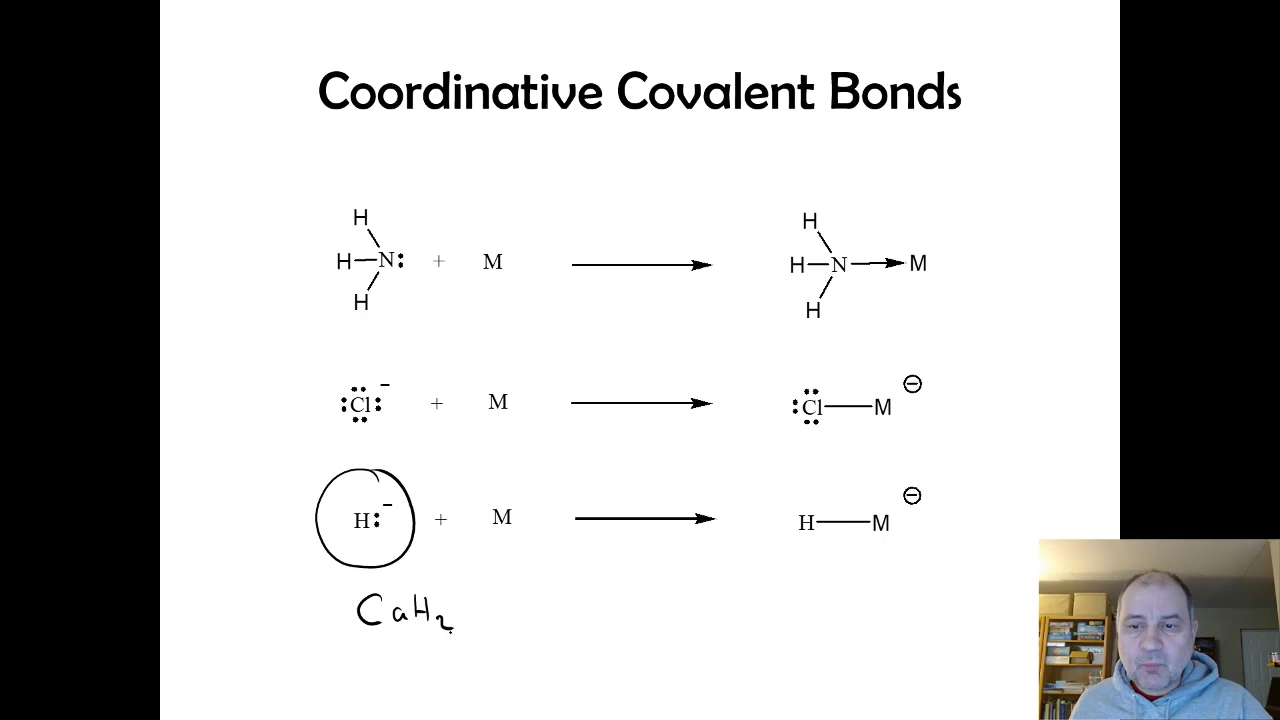 Coordinative Covalent Bonds
H H
H N: + M H N M
H H
:Cl: − + M :Cl M ⊖
H: − + M H M ⊖
CaH₂